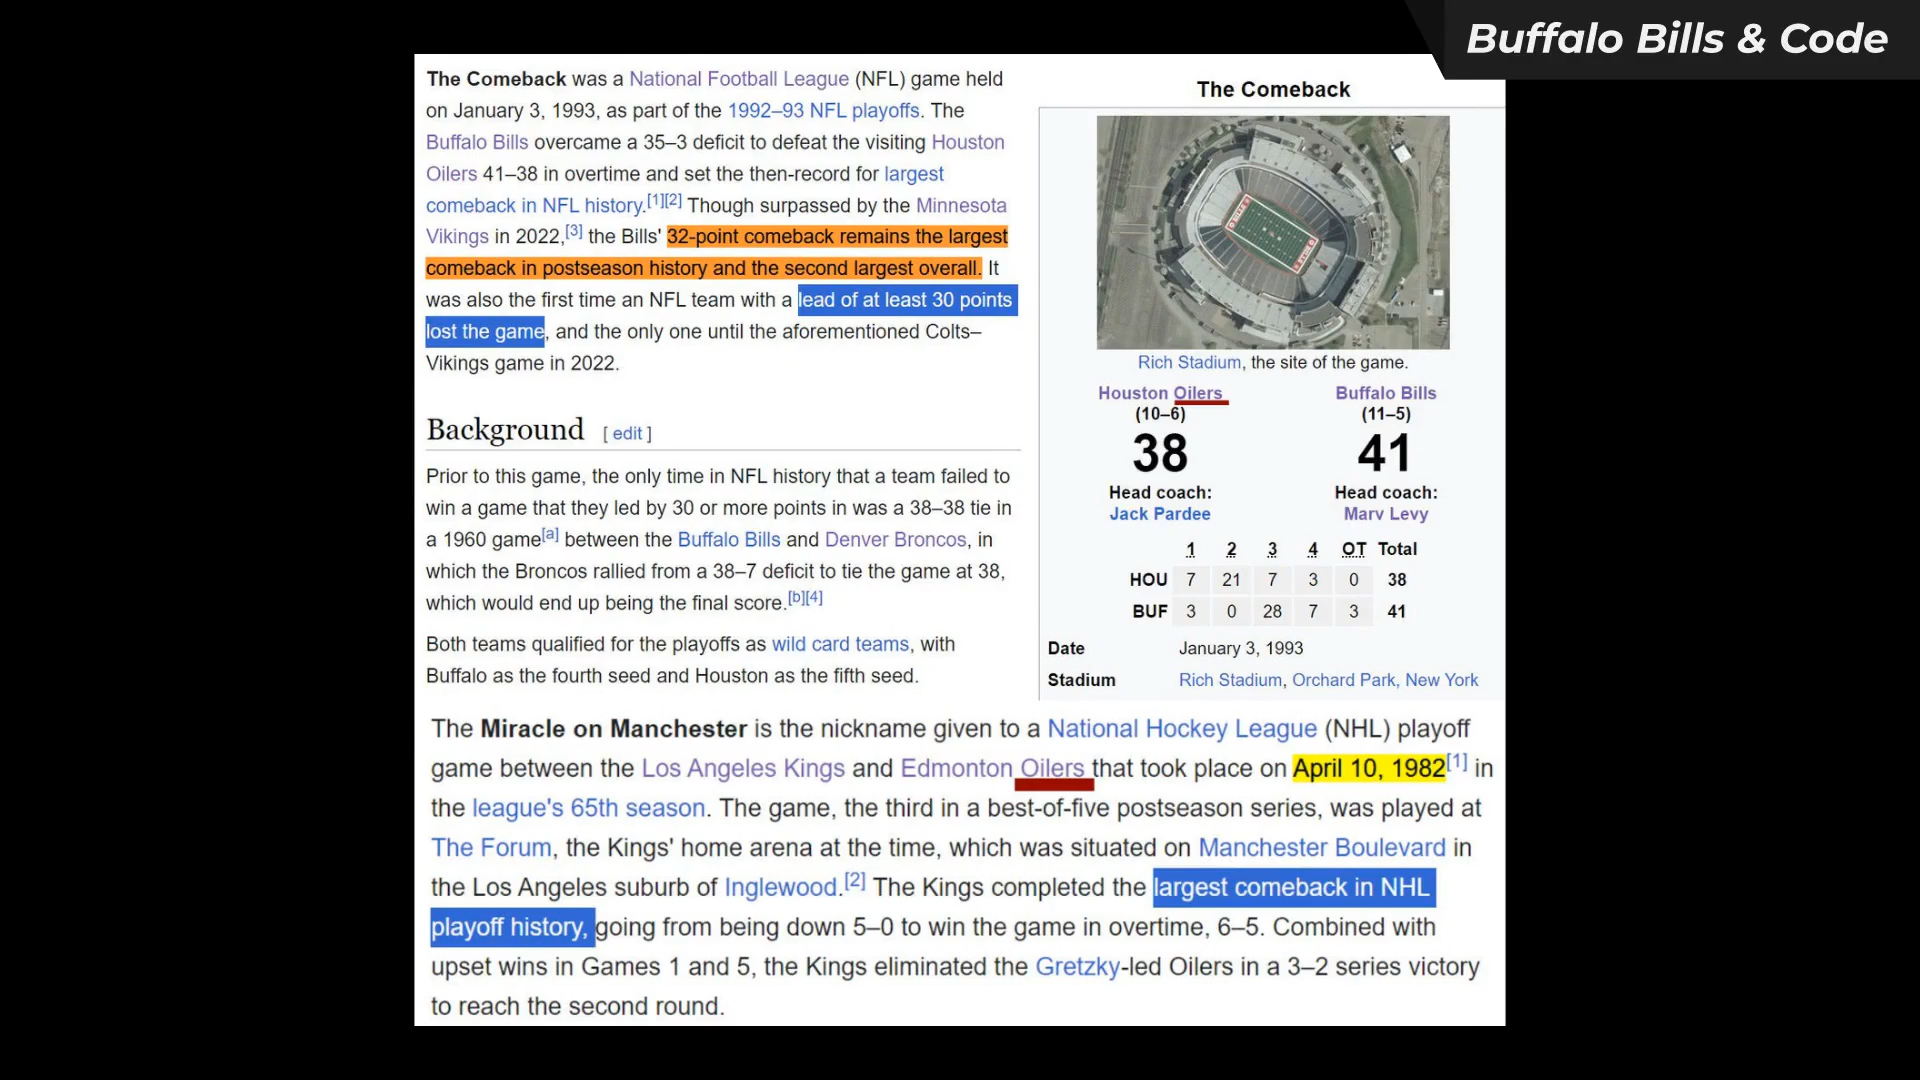 Buffalo Bills & Code
The Comeback was a National Football League (NFL) game held
on January 3, 1993, as part of the 1992–93 NFL playoffs. The
Buffalo Bills overcame a 35–3 deficit to defeat the visiting Houston
Oilers 41–38 in overtime and set the then-record for largest
comeback in NFL history.[1][2] Though surpassed by the Minnesota
Vikings in 2022,[3] the Bills' 32-point comeback remains the largest
comeback in postseason history and the second largest overall. It
was also the first time an NFL team with a lead of at least 30 points
lost the game, and the only one until the aforementioned Colts–
Vikings game in 2022.
Background [ edit ]
Prior to this game, the only time in NFL history that a team failed to
win a game that they led by 30 or more points in was a 38–38 tie in
a 1960 game[a] between the Buffalo Bills and Denver Broncos, in
which the Broncos rallied from a 38–7 deficit to tie the game at 38,
which would end up being the final score.[b][4]
Both teams qualified for the playoffs as wild card teams, with
Buffalo as the fourth seed and Houston as the fifth seed.
The Comeback
Rich Stadium, the site of the game.
Houston Oilers Buffalo Bills
(10–6) (11–5)
38 41
Head coach: Head coach:
Jack Pardee Marv Levy
1 2 3 4 OT Total
HOU 7 21 7 3 0 38
BUF 3 0 28 7 3 41
Date January 3, 1993
Stadium Rich Stadium, Orchard Park, New York
The Miracle on Manchester is the nickname given to a National Hockey League (NHL) playoff
game between the Los Angeles Kings and Edmonton Oilers that took place on April 10, 1982[1] in
the league's 65th season. The game, the third in a best-of-five postseason series, was played at
The Forum, the Kings' home arena at the time, which was situated on Manchester Boulevard in
the Los Angeles suburb of Inglewood.[2] The Kings completed the largest comeback in NHL
playoff history, going from being down 5–0 to win the game in overtime, 6–5. Combined with
upset wins in Games 1 and 5, the Kings eliminated the Gretzky-led Oilers in a 3–2 series victory
to reach the second round.